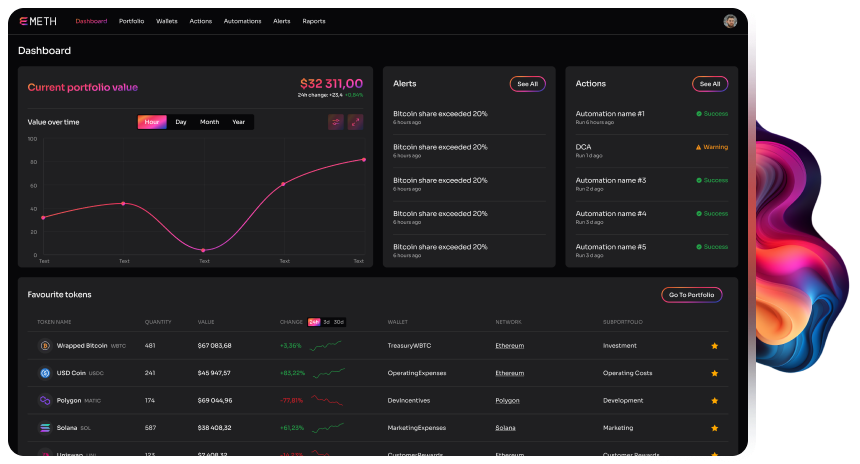 METH Dashboard Portfolio Wallets Actions Automations Alerts Reports
Dashboard
Current portfolio value
$32 311,00
24h change: +23,4 +0,84%
Value over time
Hour Day Month Year
100
80
60
40
20
0
Text Text Text Text Text
Alerts See All
Bitcoin share exceeded 20%
6 hours ago
Bitcoin share exceeded 20%
6 hours ago
Bitcoin share exceeded 20%
6 hours ago
Bitcoin share exceeded 20%
6 hours ago
Bitcoin share exceeded 20%
6 hours ago
Actions See All
Automation name #1 Success
Run 6 hours ago
DCA Warning
Run 1 d ago
Automation name #3 Success
Run 2 d ago
Automation name #4 Success
Run 3 d ago
Automation name #5 Success
Run 3 d ago
Favourite tokens Go To Portfolio
TOKEN NAME QUANTITY VALUE CHANGE 24h 3d 30d WALLET NETWORK SUBPORTFOLIO
Wrapped Bitcoin WBTC 481 $67 083,68 +3,36% TreasuryWBTC Ethereum Investment
USD Coin USDC 241 $45 947,57 +83,22% OperatingExpenses Ethereum Operating Costs
Polygon MATIC 174 $69 044,96 -77,81% DevIncentives Polygon Development
Solana SOL 587 $38 408,32 +61,23% MarketingExpenses Solana Marketing
Uniswap UNI 123 $7 408,32 CustomerRewards Ethereum Customer Rewards